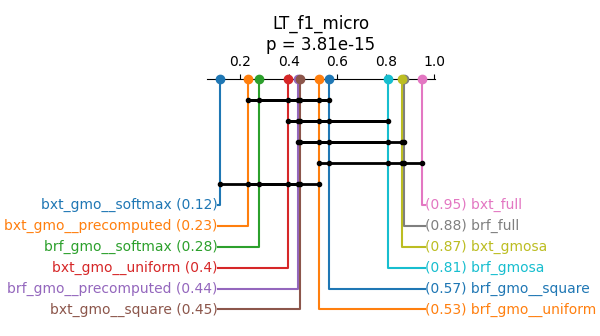 LT_f1_micro
p = 3.81e-15
0.2 0.4 0.6 0.8 1.0
bxt_gmo__softmax (0.12) (0.95) bxt_full
bxt_gmo__precomputed (0.23) (0.88) brf_full
brf_gmo__softmax (0.28) (0.87) bxt_gmosa
bxt_gmo__uniform (0.4) (0.81) brf_gmosa
brf_gmo__precomputed (0.44) (0.57) brf_gmo__square
bxt_gmo__square (0.45) (0.53) brf_gmo__uniform